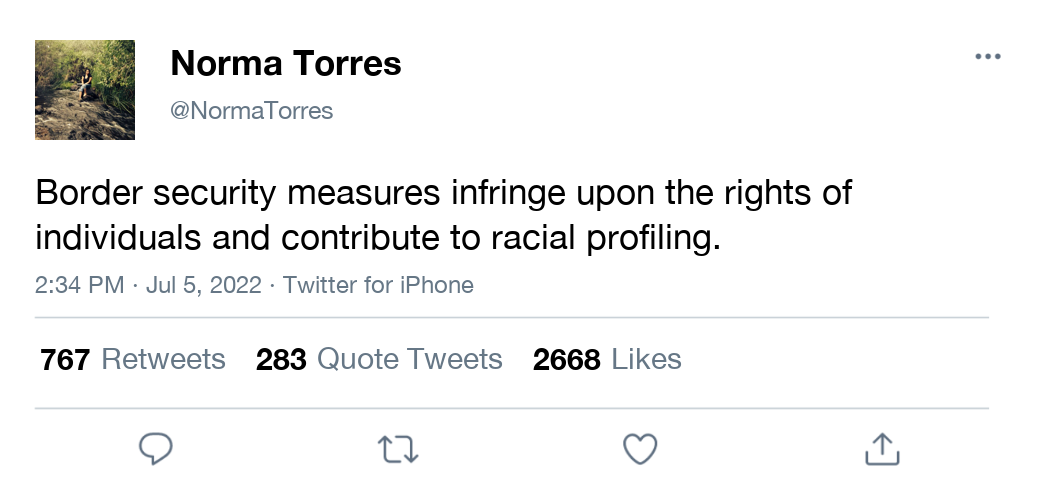 Norma Torres
@NormaTorres
Border security measures infringe upon the rights of
individuals and contribute to racial profiling.
2:34 PM · Jul 5, 2022 · Twitter for iPhone
767 Retweets 283 Quote Tweets 2668 Likes